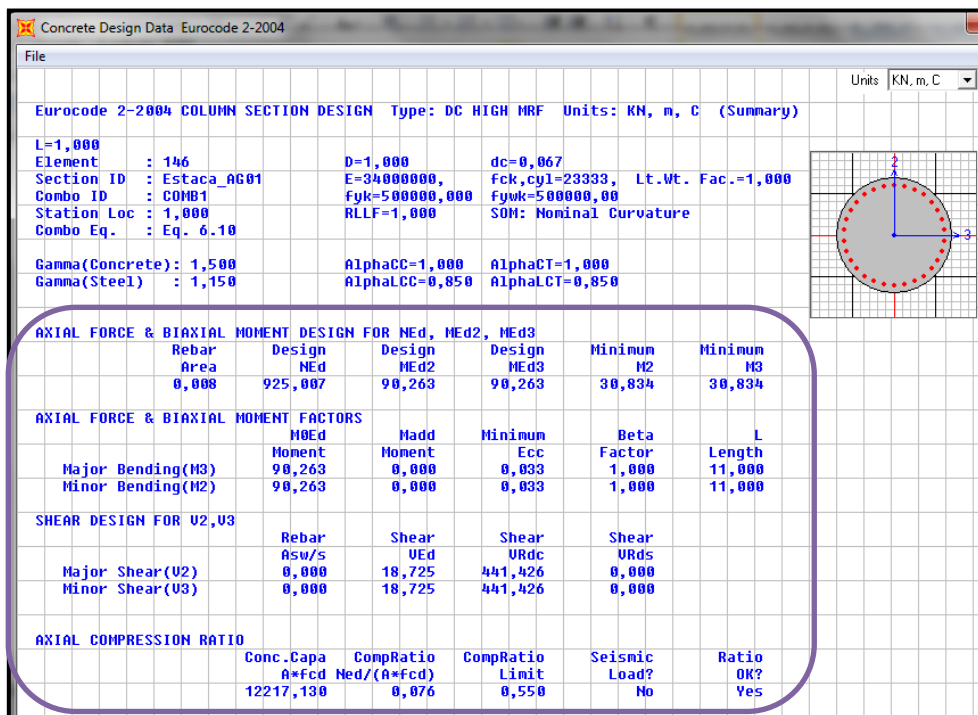 Concrete Design Data Eurocode 2-2004
File
Units KN, m, C
Eurocode 2-2004 COLUMN SECTION DESIGN Type: DC HIGH MRF Units: KN, m, C (Summary)
L=1,000
Element : 146 D=1,000 dc=0,067
Section ID : Estaca_AG01 E=34000000, fck,cyl=23333, Lt.Wt. Fac.=1,000
Combo ID : COMB1 fyk=500000,000 fywk=500000,00
Station Loc : 1,000 RLLF=1,000 SOM: Nominal Curvature
Combo Eq. : Eq. 6.10
2
3
Gamma(Concrete): 1,500 AlphaCC=1,000 AlphaCT=1,000
Gamma(Steel) : 1,150 AlphaLCC=0,850 AlphaLCT=0,850
AXIAL FORCE & BIAXIAL MOMENT DESIGN FOR NEd, MEd2, MEd3
Rebar Design Design Design Minimum Minimum
Area NEd MEd2 MEd3 M2 M3
0,008 925,007 90,263 90,263 30,834 30,834
AXIAL FORCE & BIAXIAL MOMENT FACTORS
M0Ed Madd Minimum Beta L
Moment Moment Ecc Factor Length
Major Bending(M3) 90,263 0,000 0,033 1,000 11,000
Minor Bending(M2) 90,263 0,000 0,033 1,000 11,000
SHEAR DESIGN FOR V2,V3
Rebar Shear Shear Shear
Asw/s VEd VRdc VRds
Major Shear(V2) 0,000 18,725 441,426 0,000
Minor Shear(V3) 0,000 18,725 441,426 0,000
AXIAL COMPRESSION RATIO
Conc.Capa CompRatio CompRatio Seismic Ratio
A*fcd Ned/(A*fcd) Limit Load? OK?
12217,130 0,076 0,550 No Yes